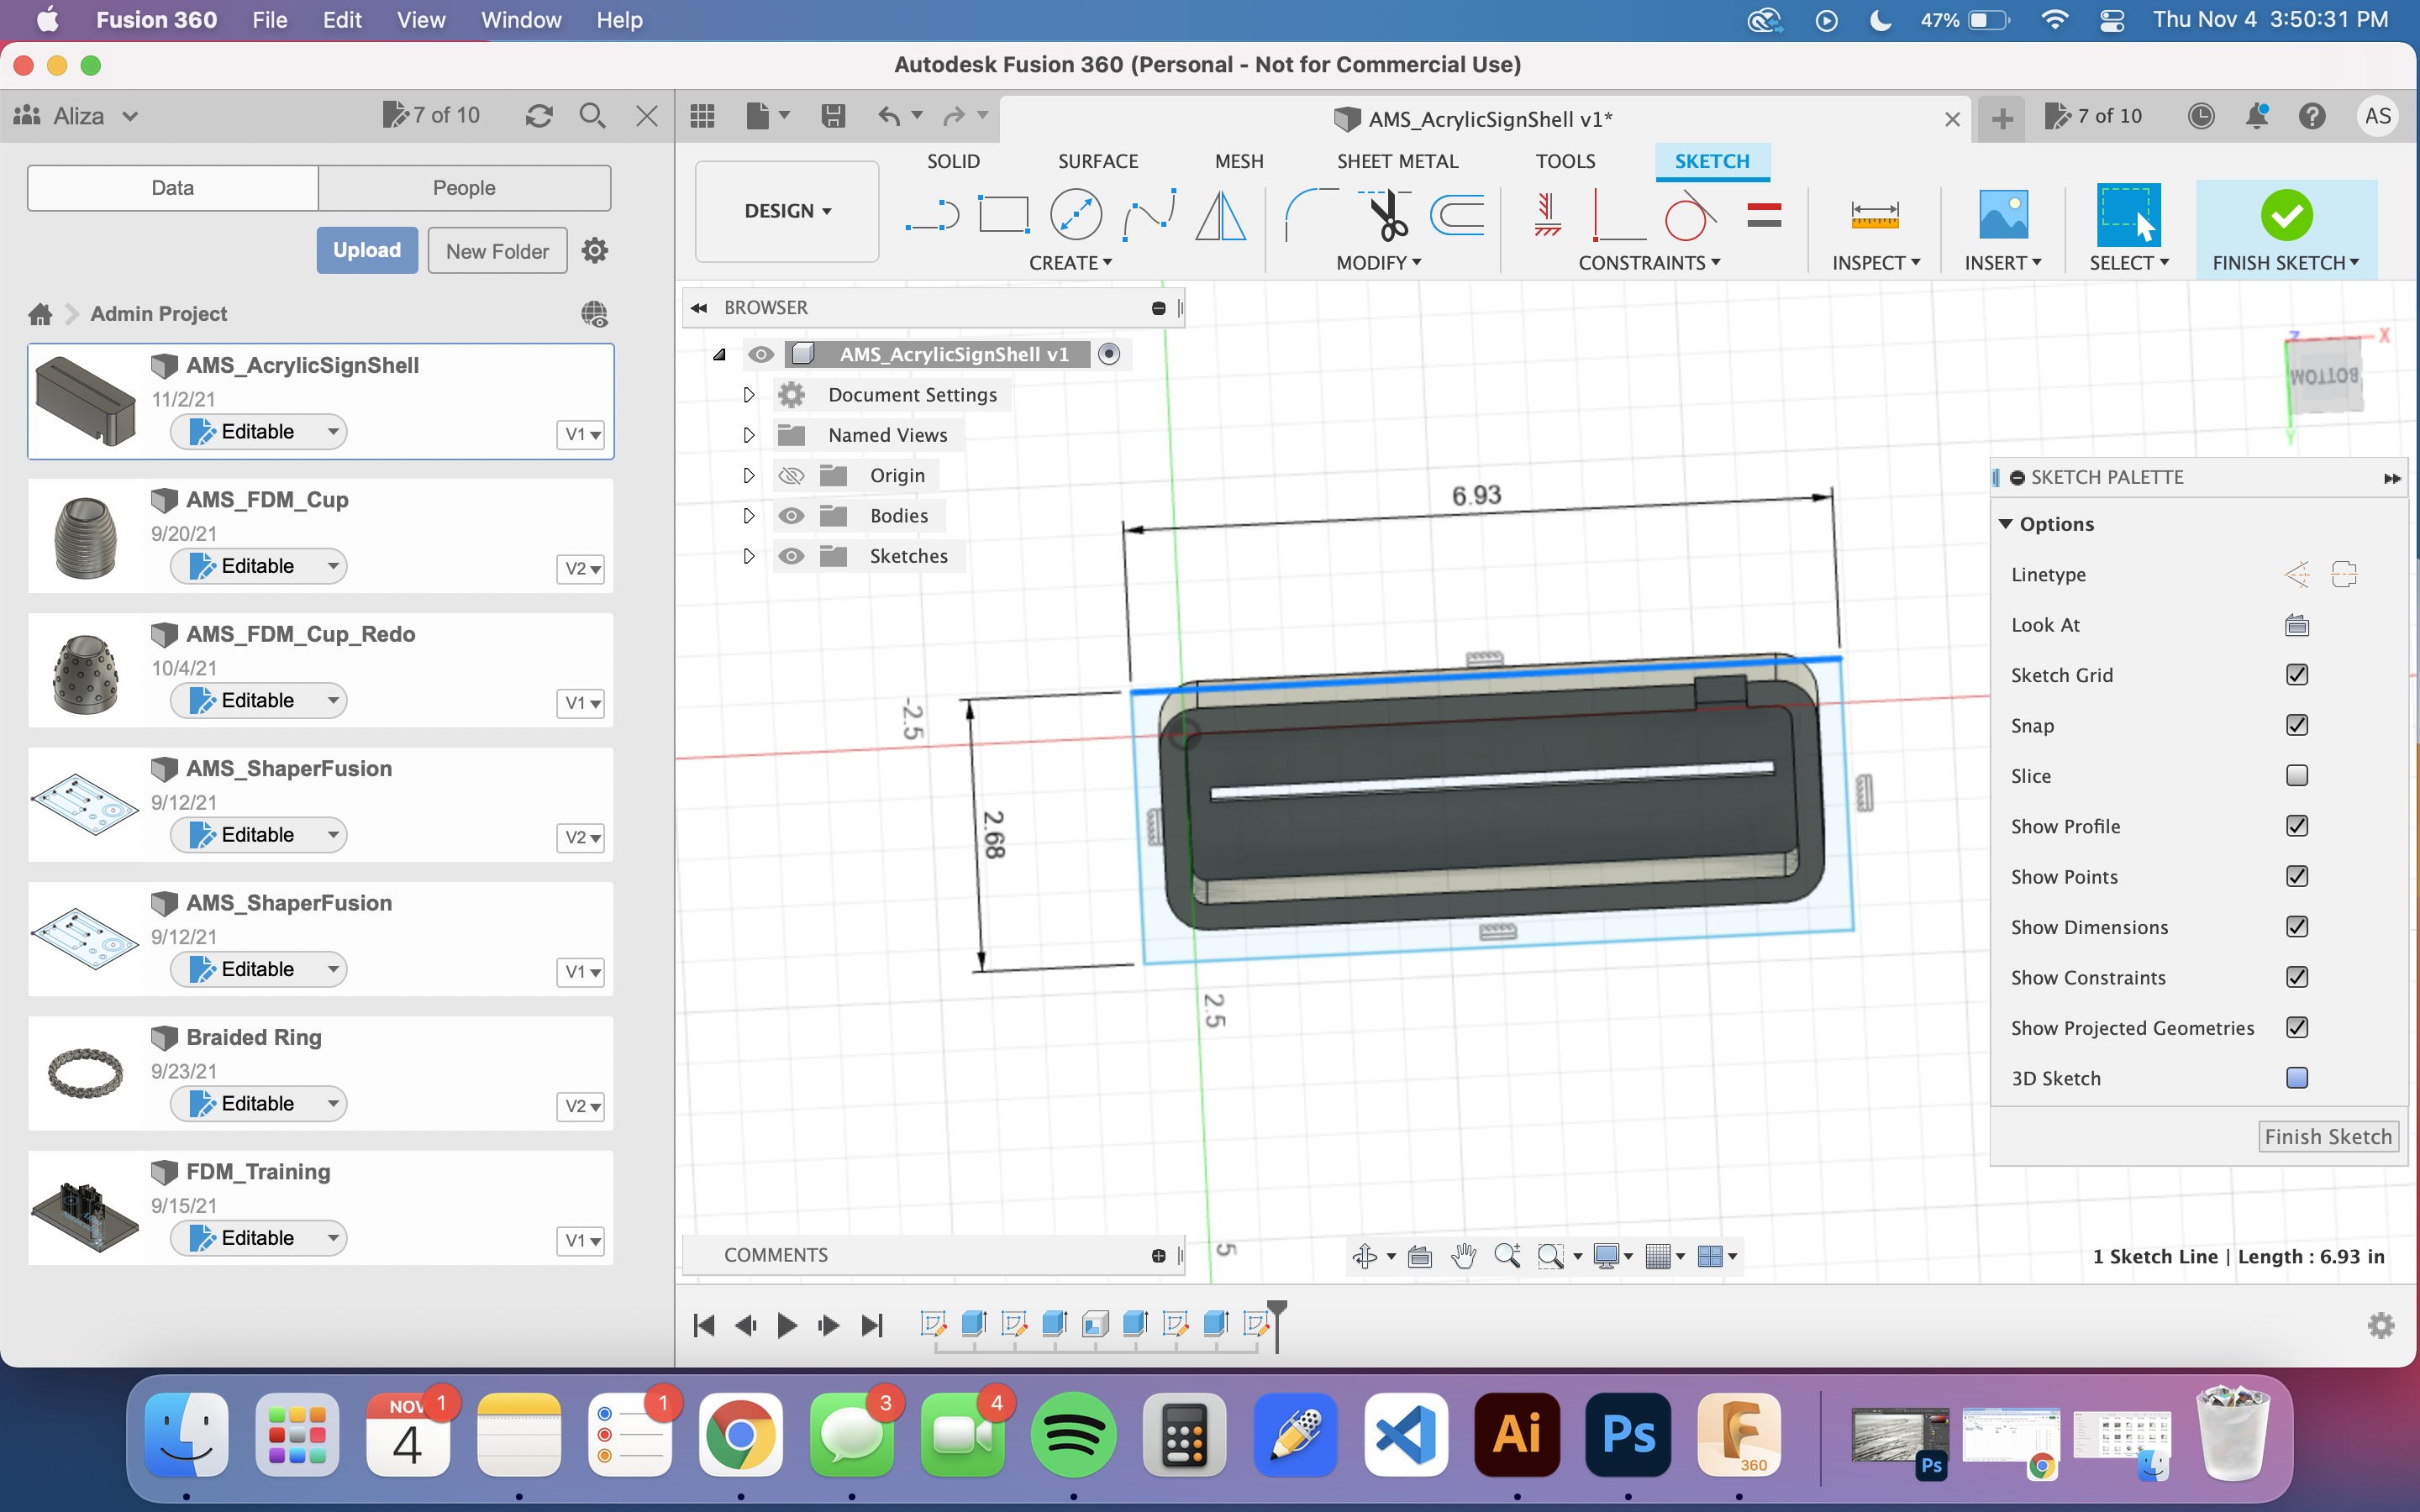 Fusion 360 File Edit View Window Help 47% Thu Nov 4 3:50:31 PM
Autodesk Fusion 360 (Personal - Not for Commercial Use)
Aliza 7 of 10
AMS_AcrylicSignShell v1* 7 of 10 AS
Data People
Upload New Folder
Admin Project
AMS_AcrylicSignShell
11/2/21
Editable V1
AMS_FDM_Cup
9/20/21
Editable V2
AMS_FDM_Cup_Redo
10/4/21
Editable V1
AMS_ShaperFusion
9/12/21
Editable V2
AMS_ShaperFusion
9/12/21
Editable V1
Braided Ring
9/23/21
Editable V2
FDM_Training
9/15/21
Editable V1
SOLID SURFACE MESH SHEET METAL TOOLS SKETCH
DESIGN
CREATE MODIFY CONSTRAINTS INSPECT INSERT SELECT FINISH SKETCH
BROWSER
AMS_AcrylicSignShell v1
Document Settings
Named Views
Origin
Bodies
Sketches
6.93
-2.5
2.68
2.5
5
Z X
BOTTOM
Y
SKETCH PALETTE
Options
Linetype
Look At
Sketch Grid
Snap
Slice
Show Profile
Show Points
Show Dimensions
Show Constraints
Show Projected Geometries
3D Sketch
Finish Sketch
COMMENTS
1 Sketch Line | Length : 6.93 in
NOV 1 1 3 4
4 Ai Ps F 360 Ps